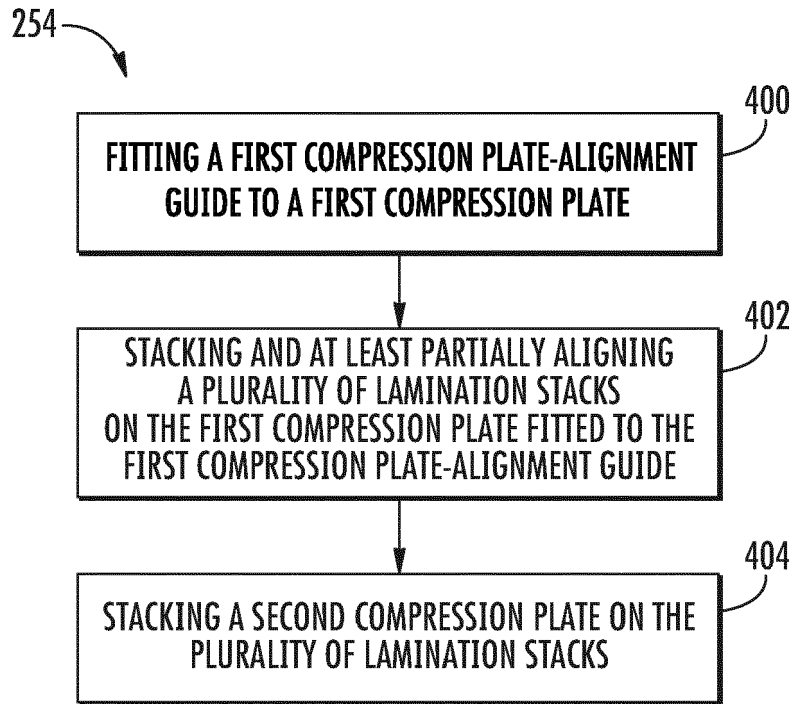 254
400
FITTING A FIRST COMPRESSION PLATE-ALIGNMENT
GUIDE TO A FIRST COMPRESSION PLATE
402
STACKING AND AT LEAST PARTIALLY ALIGNING
A PLURALITY OF LAMINATION STACKS
ON THE FIRST COMPRESSION PLATE FITTED TO THE
FIRST COMPRESSION PLATE-ALIGNMENT GUIDE
404
STACKING A SECOND COMPRESSION PLATE ON THE
PLURALITY OF LAMINATION STACKS